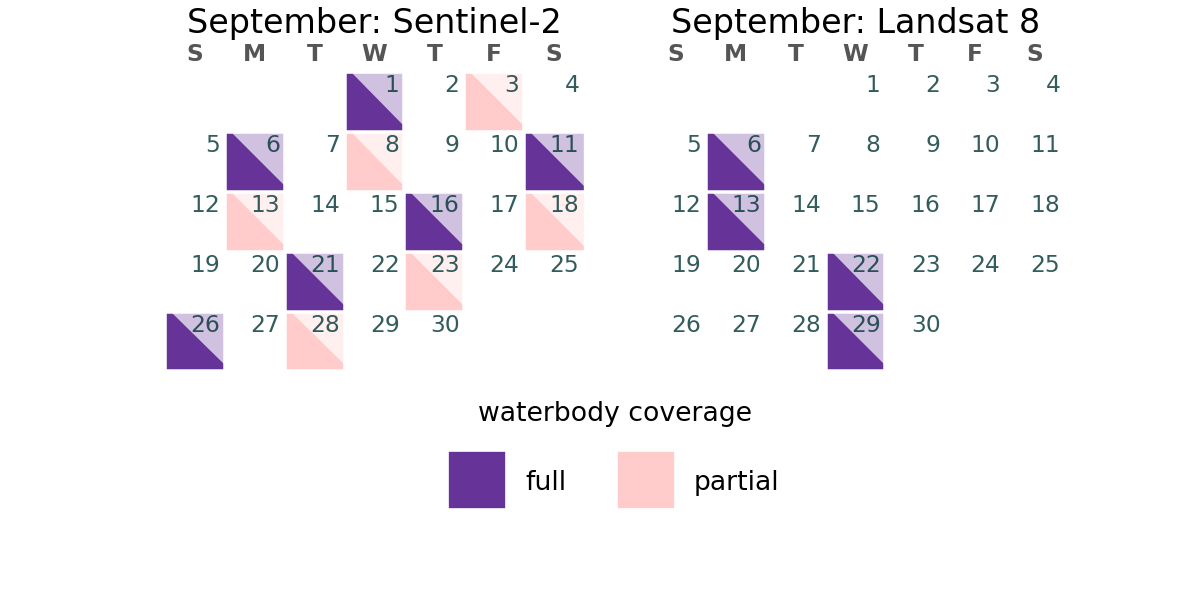 September: Sentinel-2
S M T W T F S
1 2 3 4
5 6 7 8 9 10 11
12 13 14 15 16 17 18
19 20 21 22 23 24 25
26 27 28 29 30
September: Landsat 8
S M T W T F S
1 2 3 4
5 6 7 8 9 10 11
12 13 14 15 16 17 18
19 20 21 22 23 24 25
26 27 28 29 30
waterbody coverage
full partial